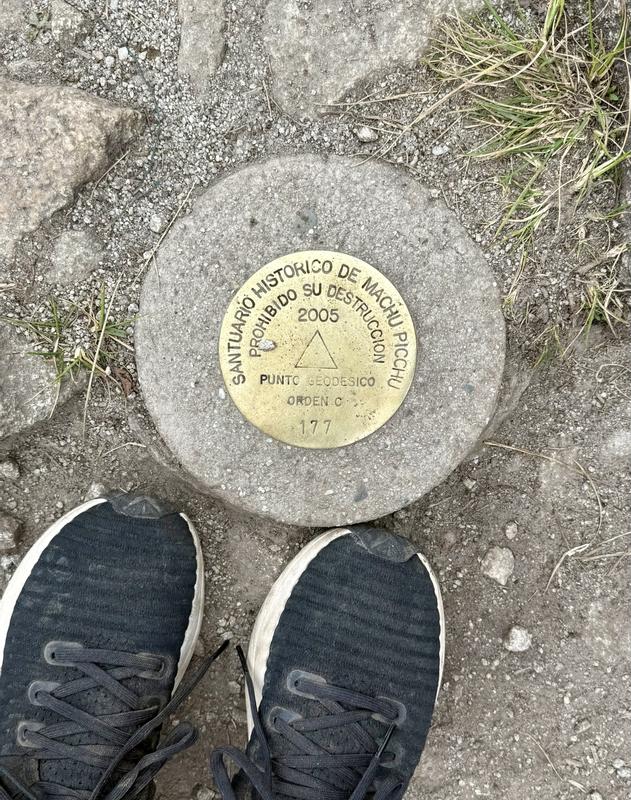 SANTUARIO HISTORICO DE MACHU PICCHU
PROHIBIDO SU DESTRUCCION
2005
PUNTO GEODESICO
ORDEN C
177